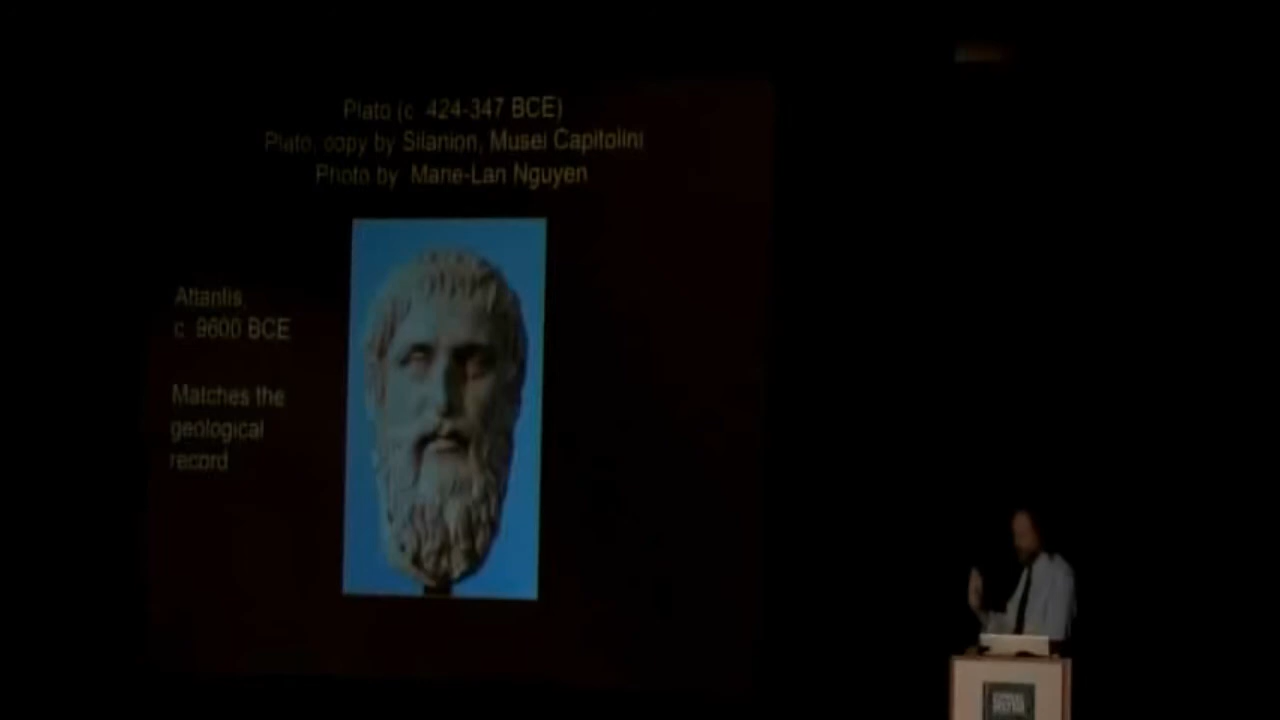 Plato (c. 424-347 BCE)
Plato, copy by Silanion, Musei Capitolini
Photo by Marie-Lan Nguyen
Atlantis,
c. 9600 BCE
Matches the
geological
record